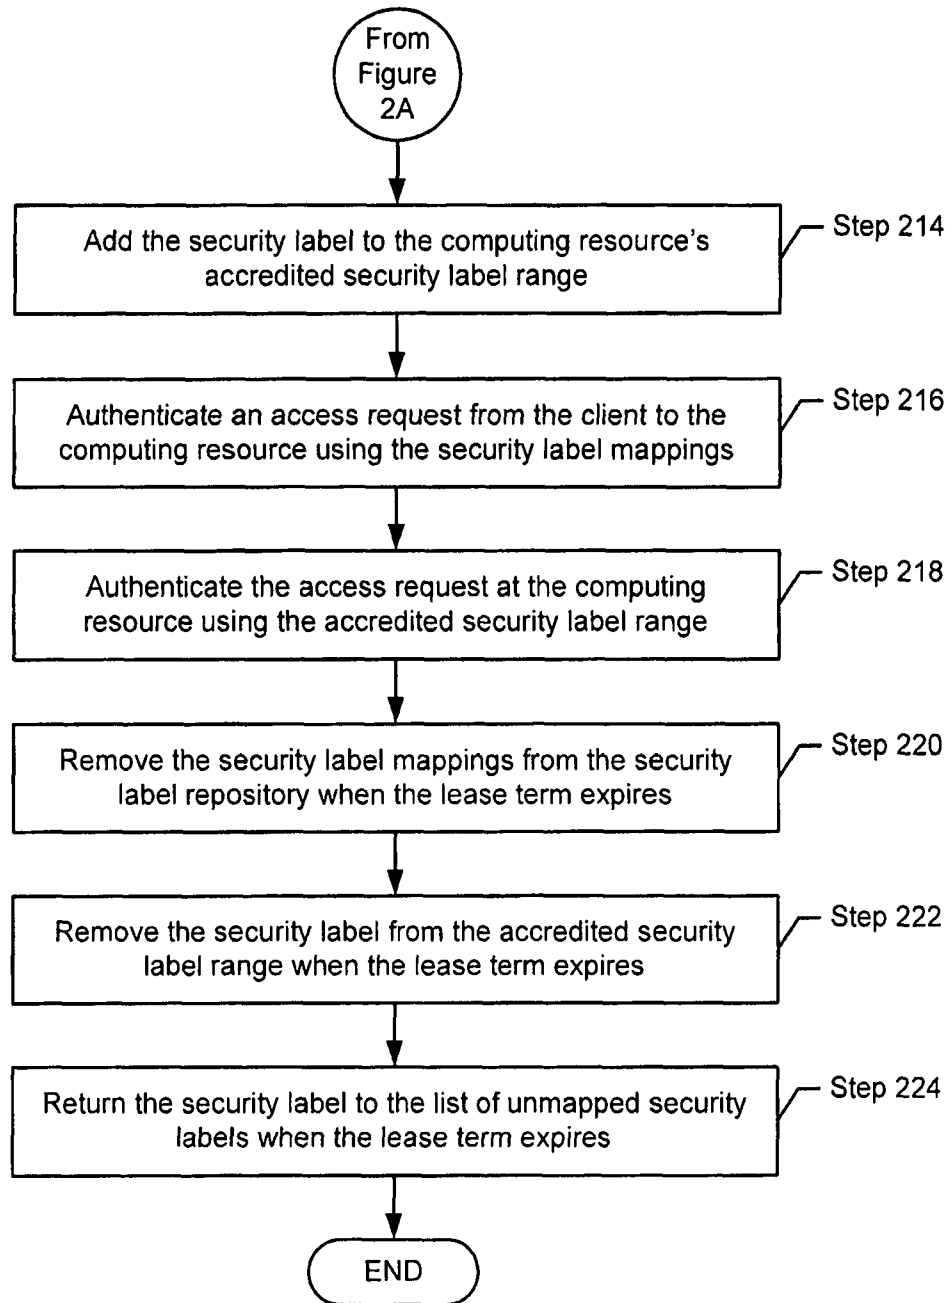 From
Figure
2A
Add the security label to the computing resource's
accredited security label range
Step 214
Authenticate an access request from the client to the
computing resource using the security label mappings
Step 216
Authenticate the access request at the computing
resource using the accredited security label range
Step 218
Remove the security label mappings from the security
label repository when the lease term expires
Step 220
Remove the security label from the accredited security
label range when the lease term expires
Step 222
Return the security label to the list of unmapped security
labels when the lease term expires
Step 224
END